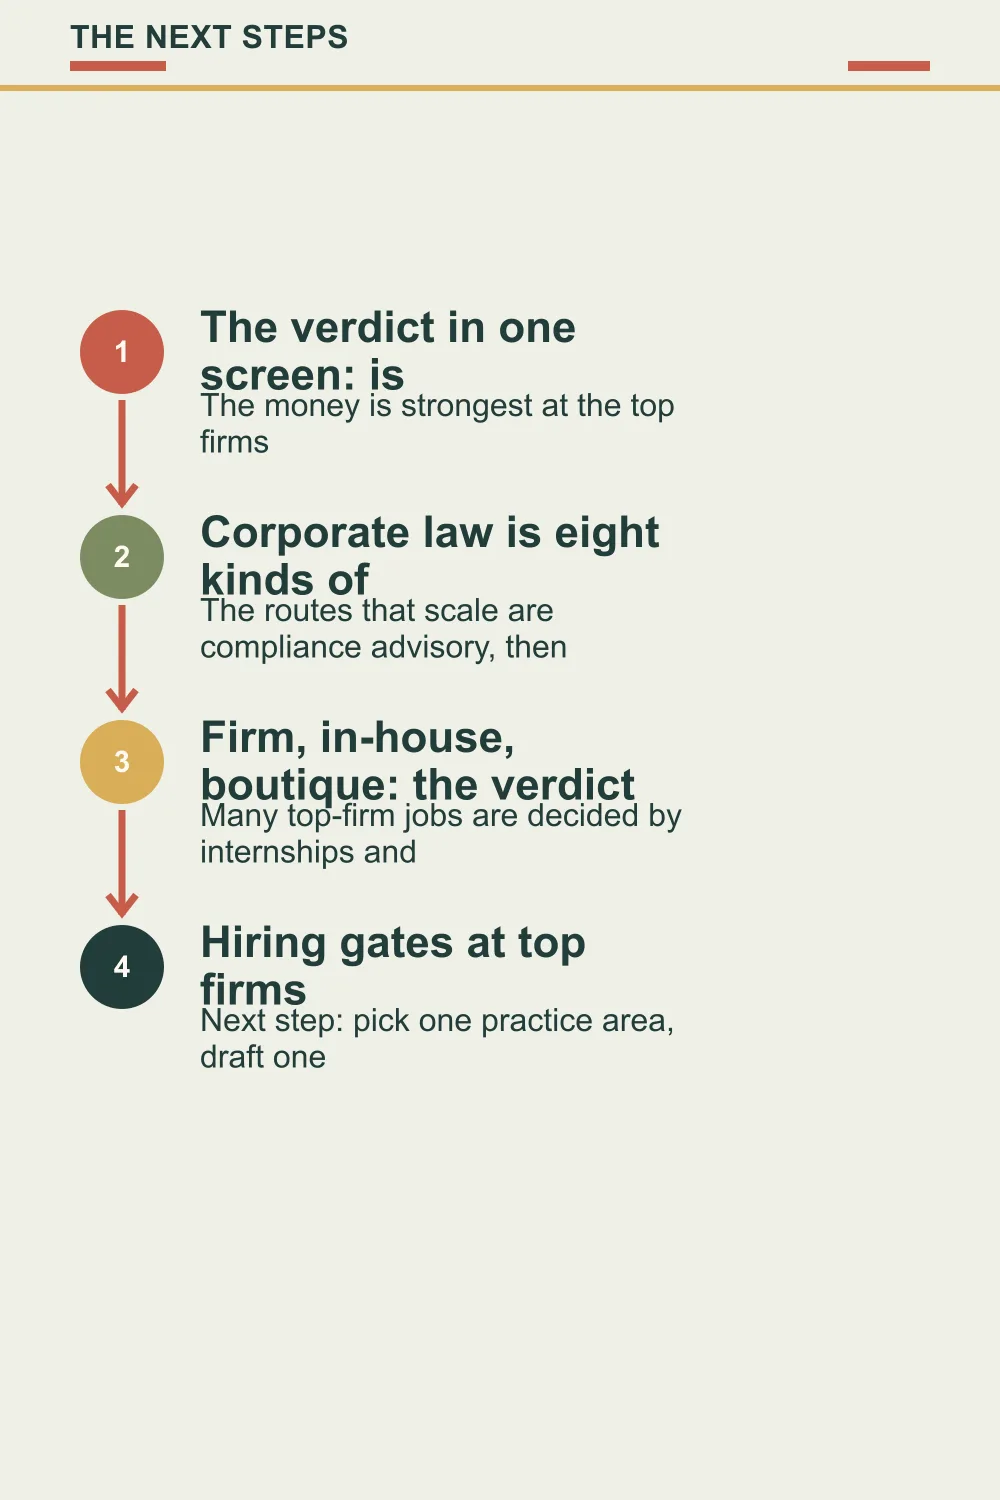 THE NEXT STEPS
1
The verdict in one
screen: is
The money is strongest at the top
firms
2
Corporate law is eight
kinds of
The routes that scale are
compliance advisory, then
3
Firm, in-house,
boutique: the verdict
Many top-firm jobs are decided by
internships and
4
Hiring gates at top
firms
Next step: pick one practice area,
draft one